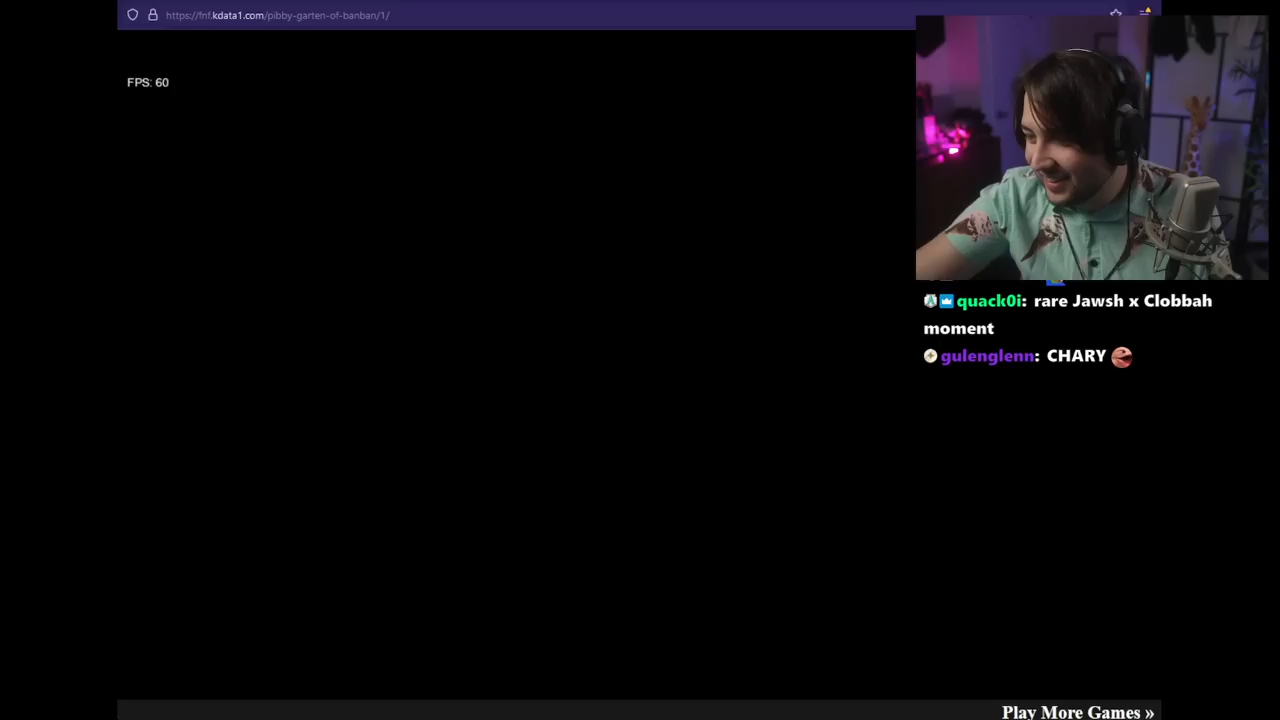 https://fnf.kdata1.com/pibby-garten-of-banban/1/
FPS: 60
quack0i: rare Jawsh x Clobbah
moment
gulenglenn: CHARY
Play More Games »